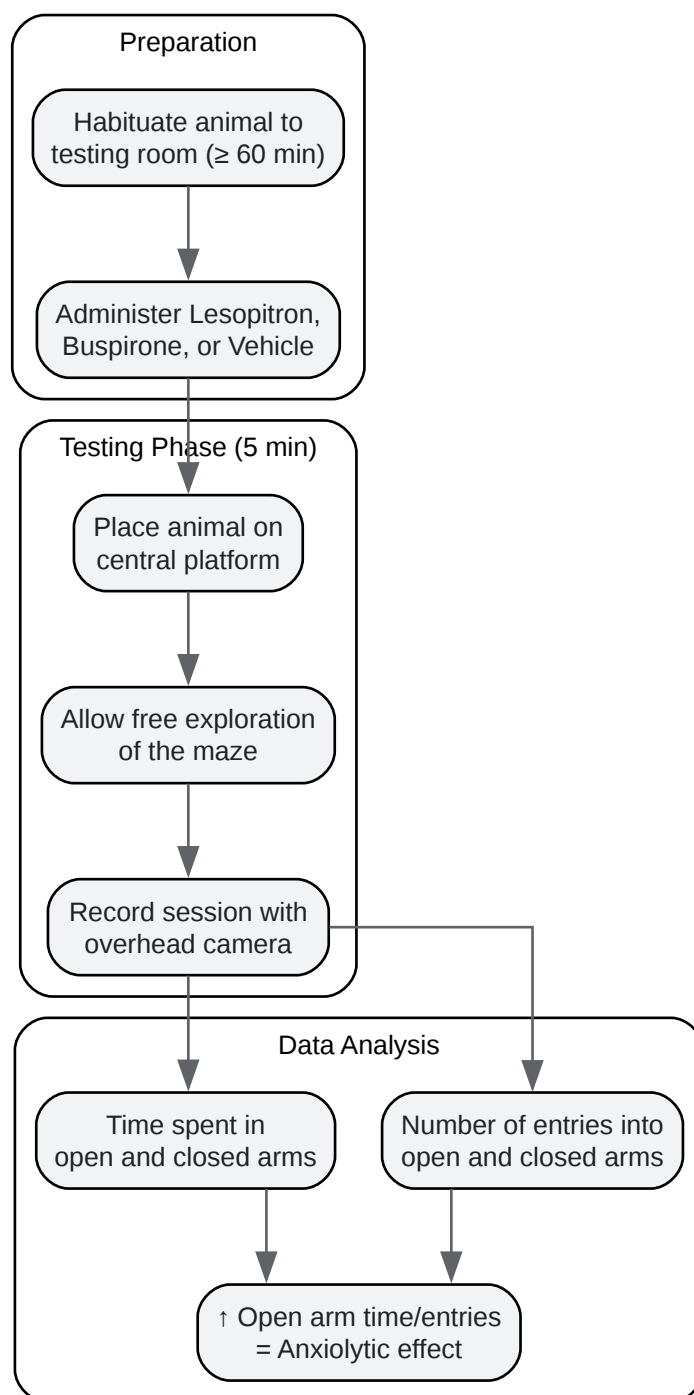 Preparation
Habituate animal to
testing room (≥ 60 min)
Administer Lesopitron,
Buspirone, or Vehicle
Testing Phase (5 min)
Place animal on
central platform
Allow free exploration
of the maze
Record session with
overhead camera
Data Analysis
Time spent in
open and closed arms
Number of entries into
open and closed arms
↑ Open arm time/entries
= Anxiolytic effect